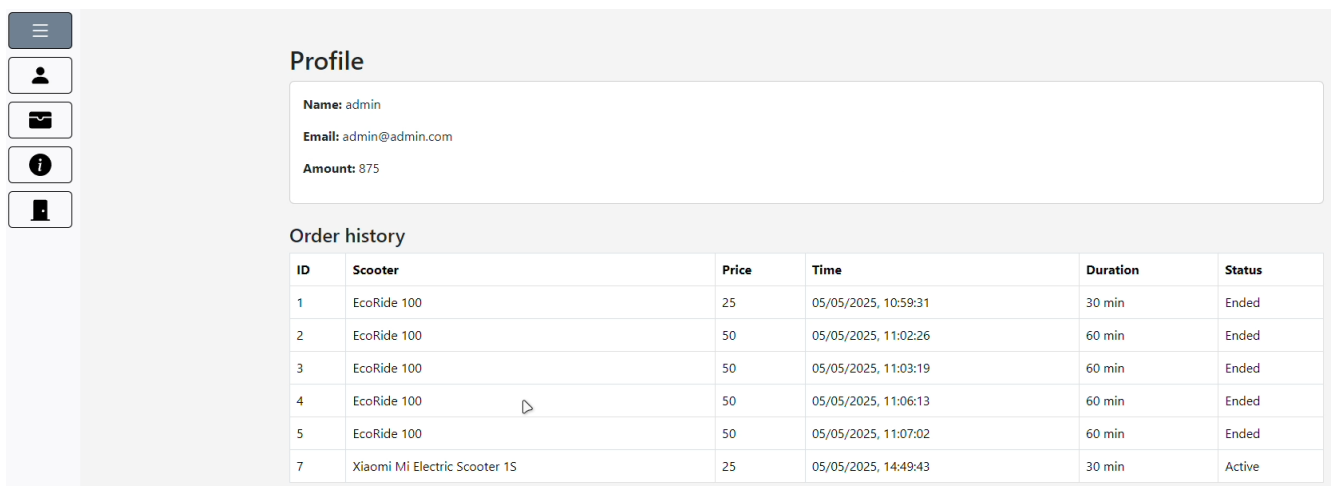 Profile
Name: admin
Email: admin@admin.com
Amount: 875
Order history
ID Scooter Price Time Duration Status
1 EcoRide 100 25 05/05/2025, 10:59:31 30 min Ended
2 EcoRide 100 50 05/05/2025, 11:02:26 60 min Ended
3 EcoRide 100 50 05/05/2025, 11:03:19 60 min Ended
4 EcoRide 100 50 05/05/2025, 11:06:13 60 min Ended
5 EcoRide 100 50 05/05/2025, 11:07:02 60 min Ended
7 Xiaomi Mi Electric Scooter 1S 25 05/05/2025, 14:49:43 30 min Active